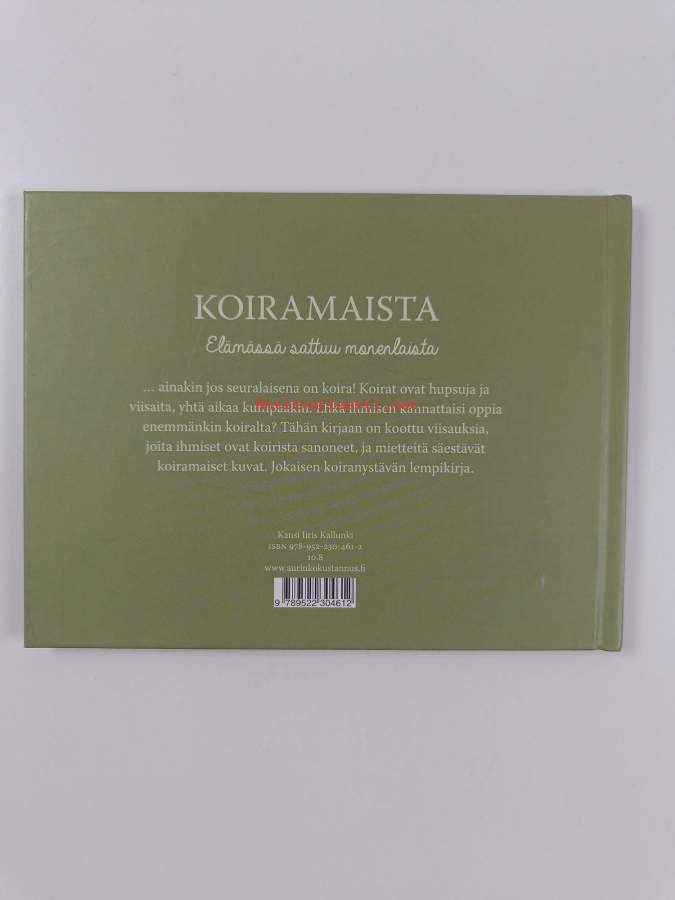 KOIRAMAISTA
Elämässä sattuu monenlaista
... ainakin jos seuralaisena on koira! Koirat ovat hupsuja ja
viisaita, yhtä aikaa kumpaakin. Ehkä ihmisen kannattaisi oppia
enemmänkin koiralta? Tähän kirjaan on koottu viisauksia,
joita ihmiset ovat koirista sanoneet, ja mietteitä säestävät
koiramaiset kuvat. Jokaisen koiranystävän lempikirja.
Kansi Iiris Kallunki
ISBN 978-952-230-461-2
10.8
www.aurinkokustannus.fi
9 789522 304612